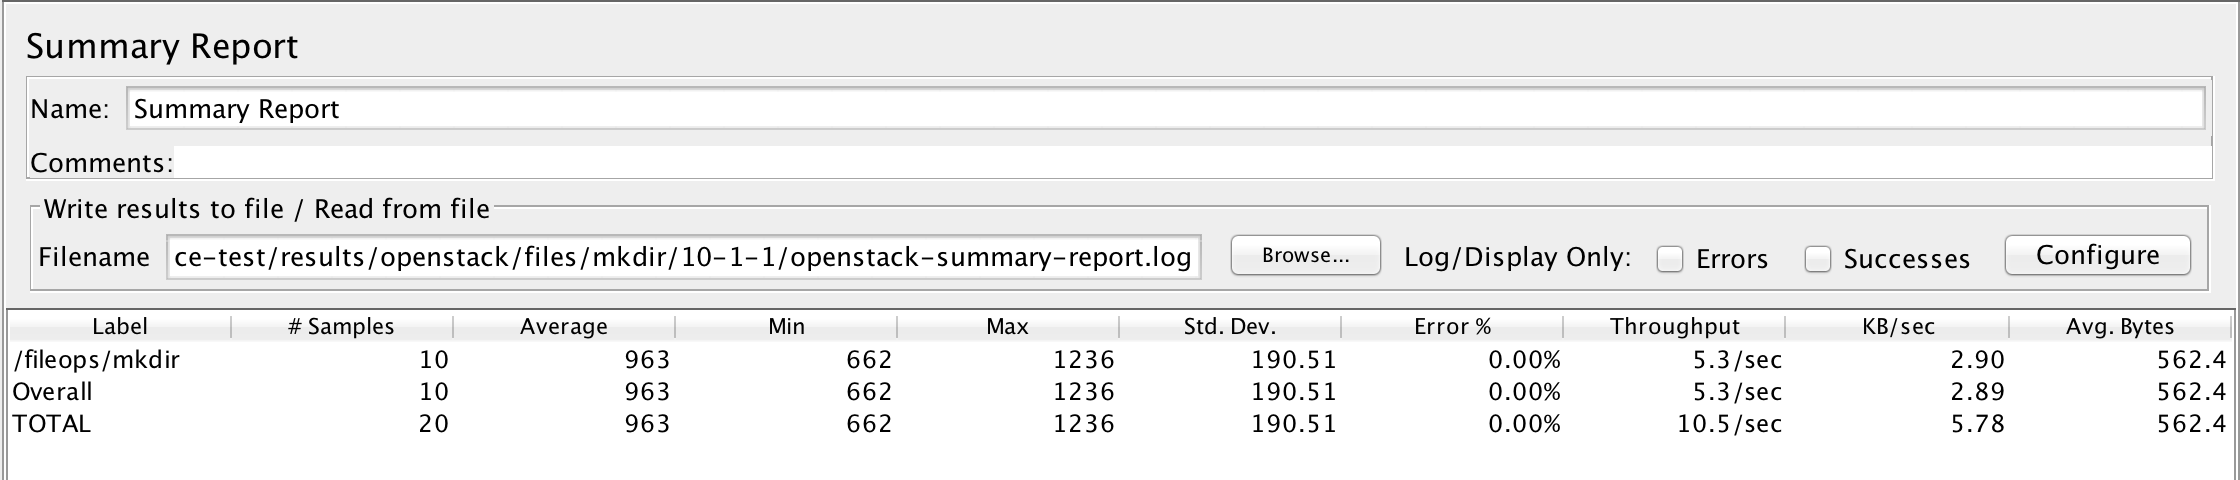 Summary Report
Name: Summary Report
Comments:
Write results to file / Read from file
Filename ce-test/results/openstack/files/mkdir/10-1-1/openstack-summary-report.log Browse... Log/Display Only: Errors Successes Configure
Label # Samples Average Min Max Std. Dev. Error % Throughput KB/sec Avg. Bytes
/fileops/mkdir 10 963 662 1236 190.51 0.00% 5.3/sec 2.90 562.4
Overall 10 963 662 1236 190.51 0.00% 5.3/sec 2.89 562.4
TOTAL 20 963 662 1236 190.51 0.00% 10.5/sec 5.78 562.4